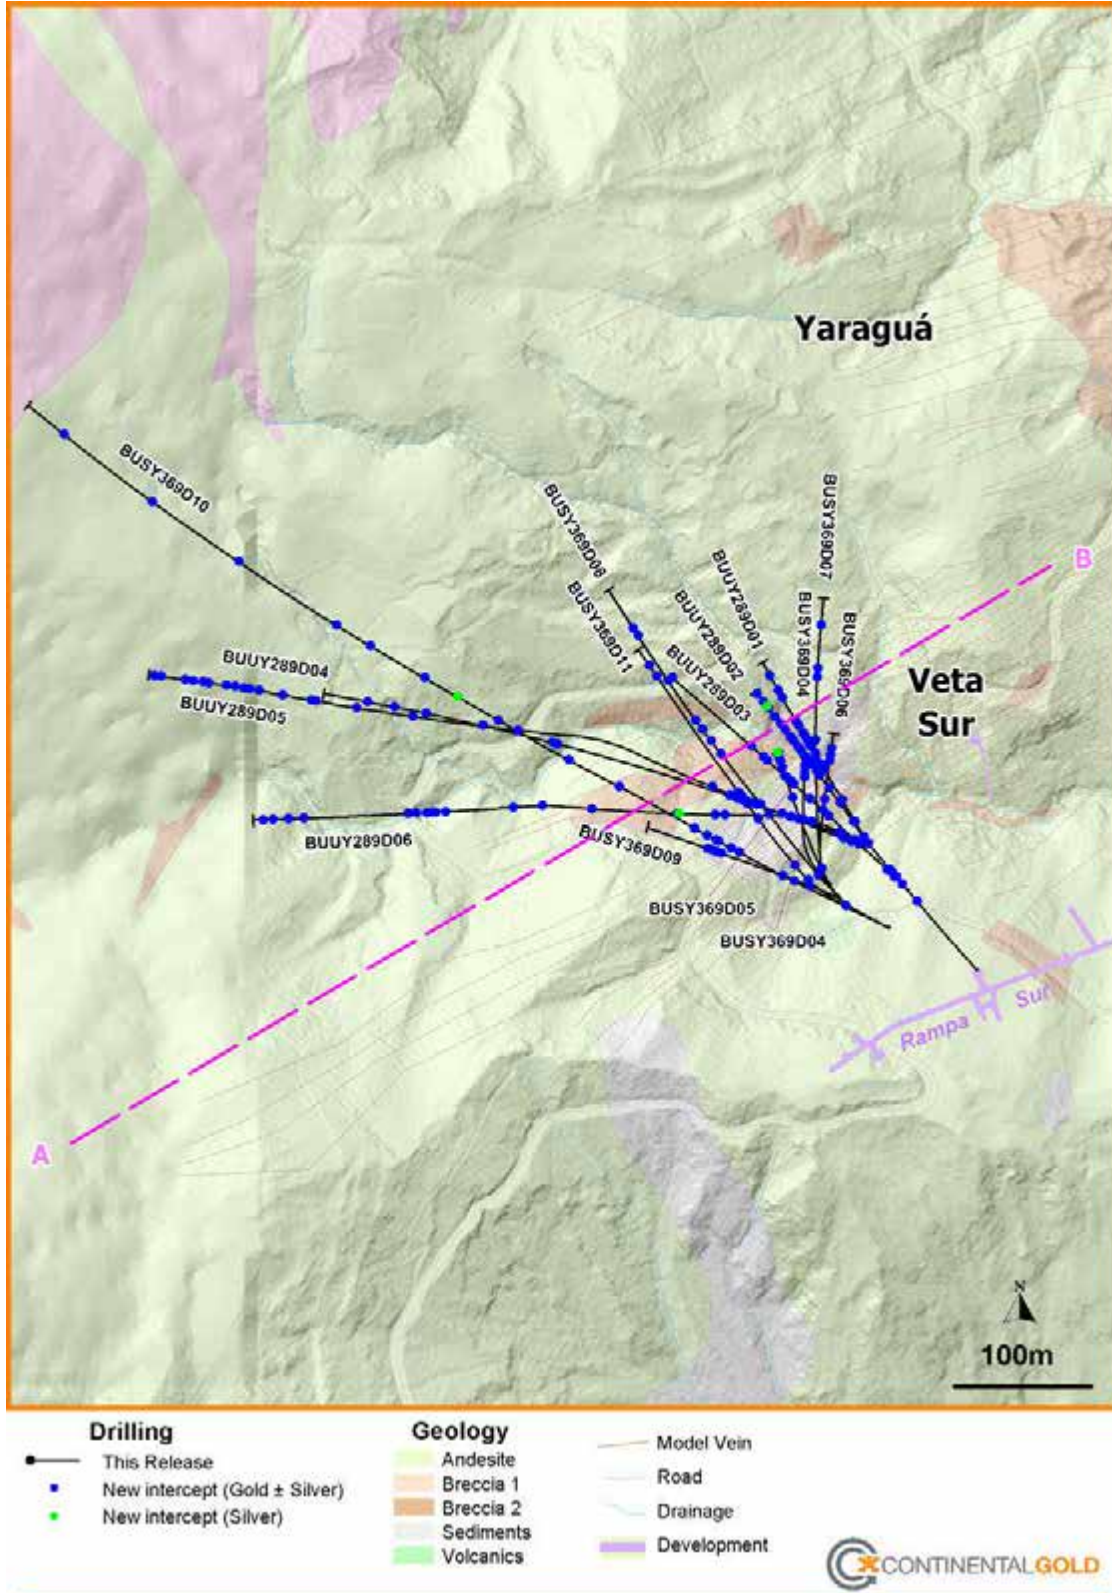 Yaraguá
B
BUSY369D10
BUSY369D08
BUSY369D11
BUUY289D01
BUUY289D02
BUUY289D03
BUSY369D07
BUSY369D04
BUSY369D06
Veta
Sur
BUUY289D04
BUUY289D05
BUUY289D06
BUSY369D09
BUSY369D05
BUSY369D04
Rampa Sur
A
N
100m
Drilling
This Release
New intercept (Gold ± Silver)
New intercept (Silver)
Geology
Andesite
Breccia 1
Breccia 2
Sediments
Volcanics
Model Vein
Road
Drainage
Development
CONTINENTALGOLD